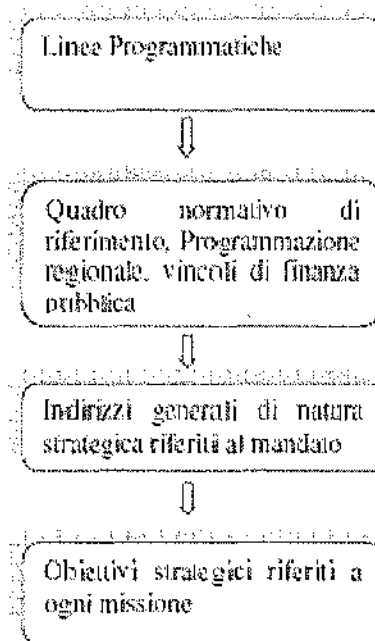 Linee Programmatiche
Quadro normativo di
riferimento, Programmazione
regionale, vincoli di finanza
pubblica
Indirizzi generali di natura
strategica riferiti al mandato
Obiettivi strategici riferiti a
ogni missione